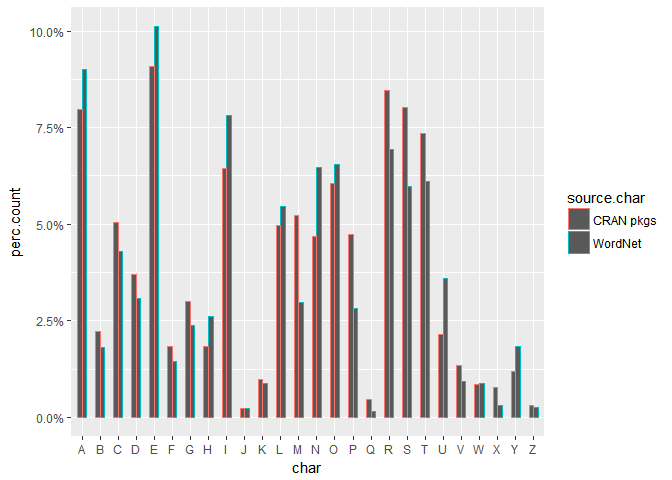 10.0%
7.5%
5.0%
2.5%
0.0%
perc.count
A B C D E F G H I J K L M N O P Q R S T U V W X Y Z
char
source.char
CRAN pkgs
WordNet